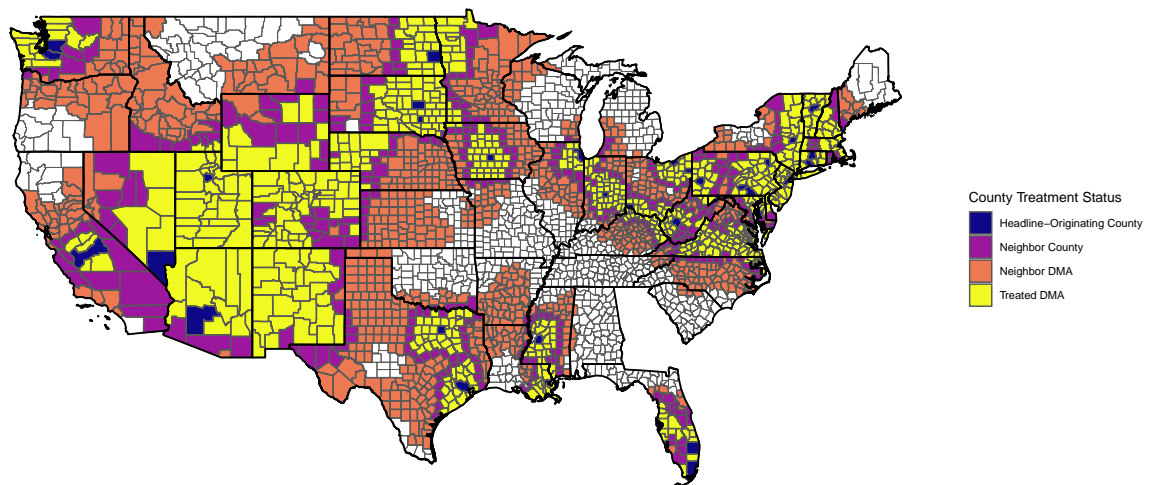 County Treatment Status
Headline−Originating County
Neighbor County
Neighbor DMA
Treated DMA